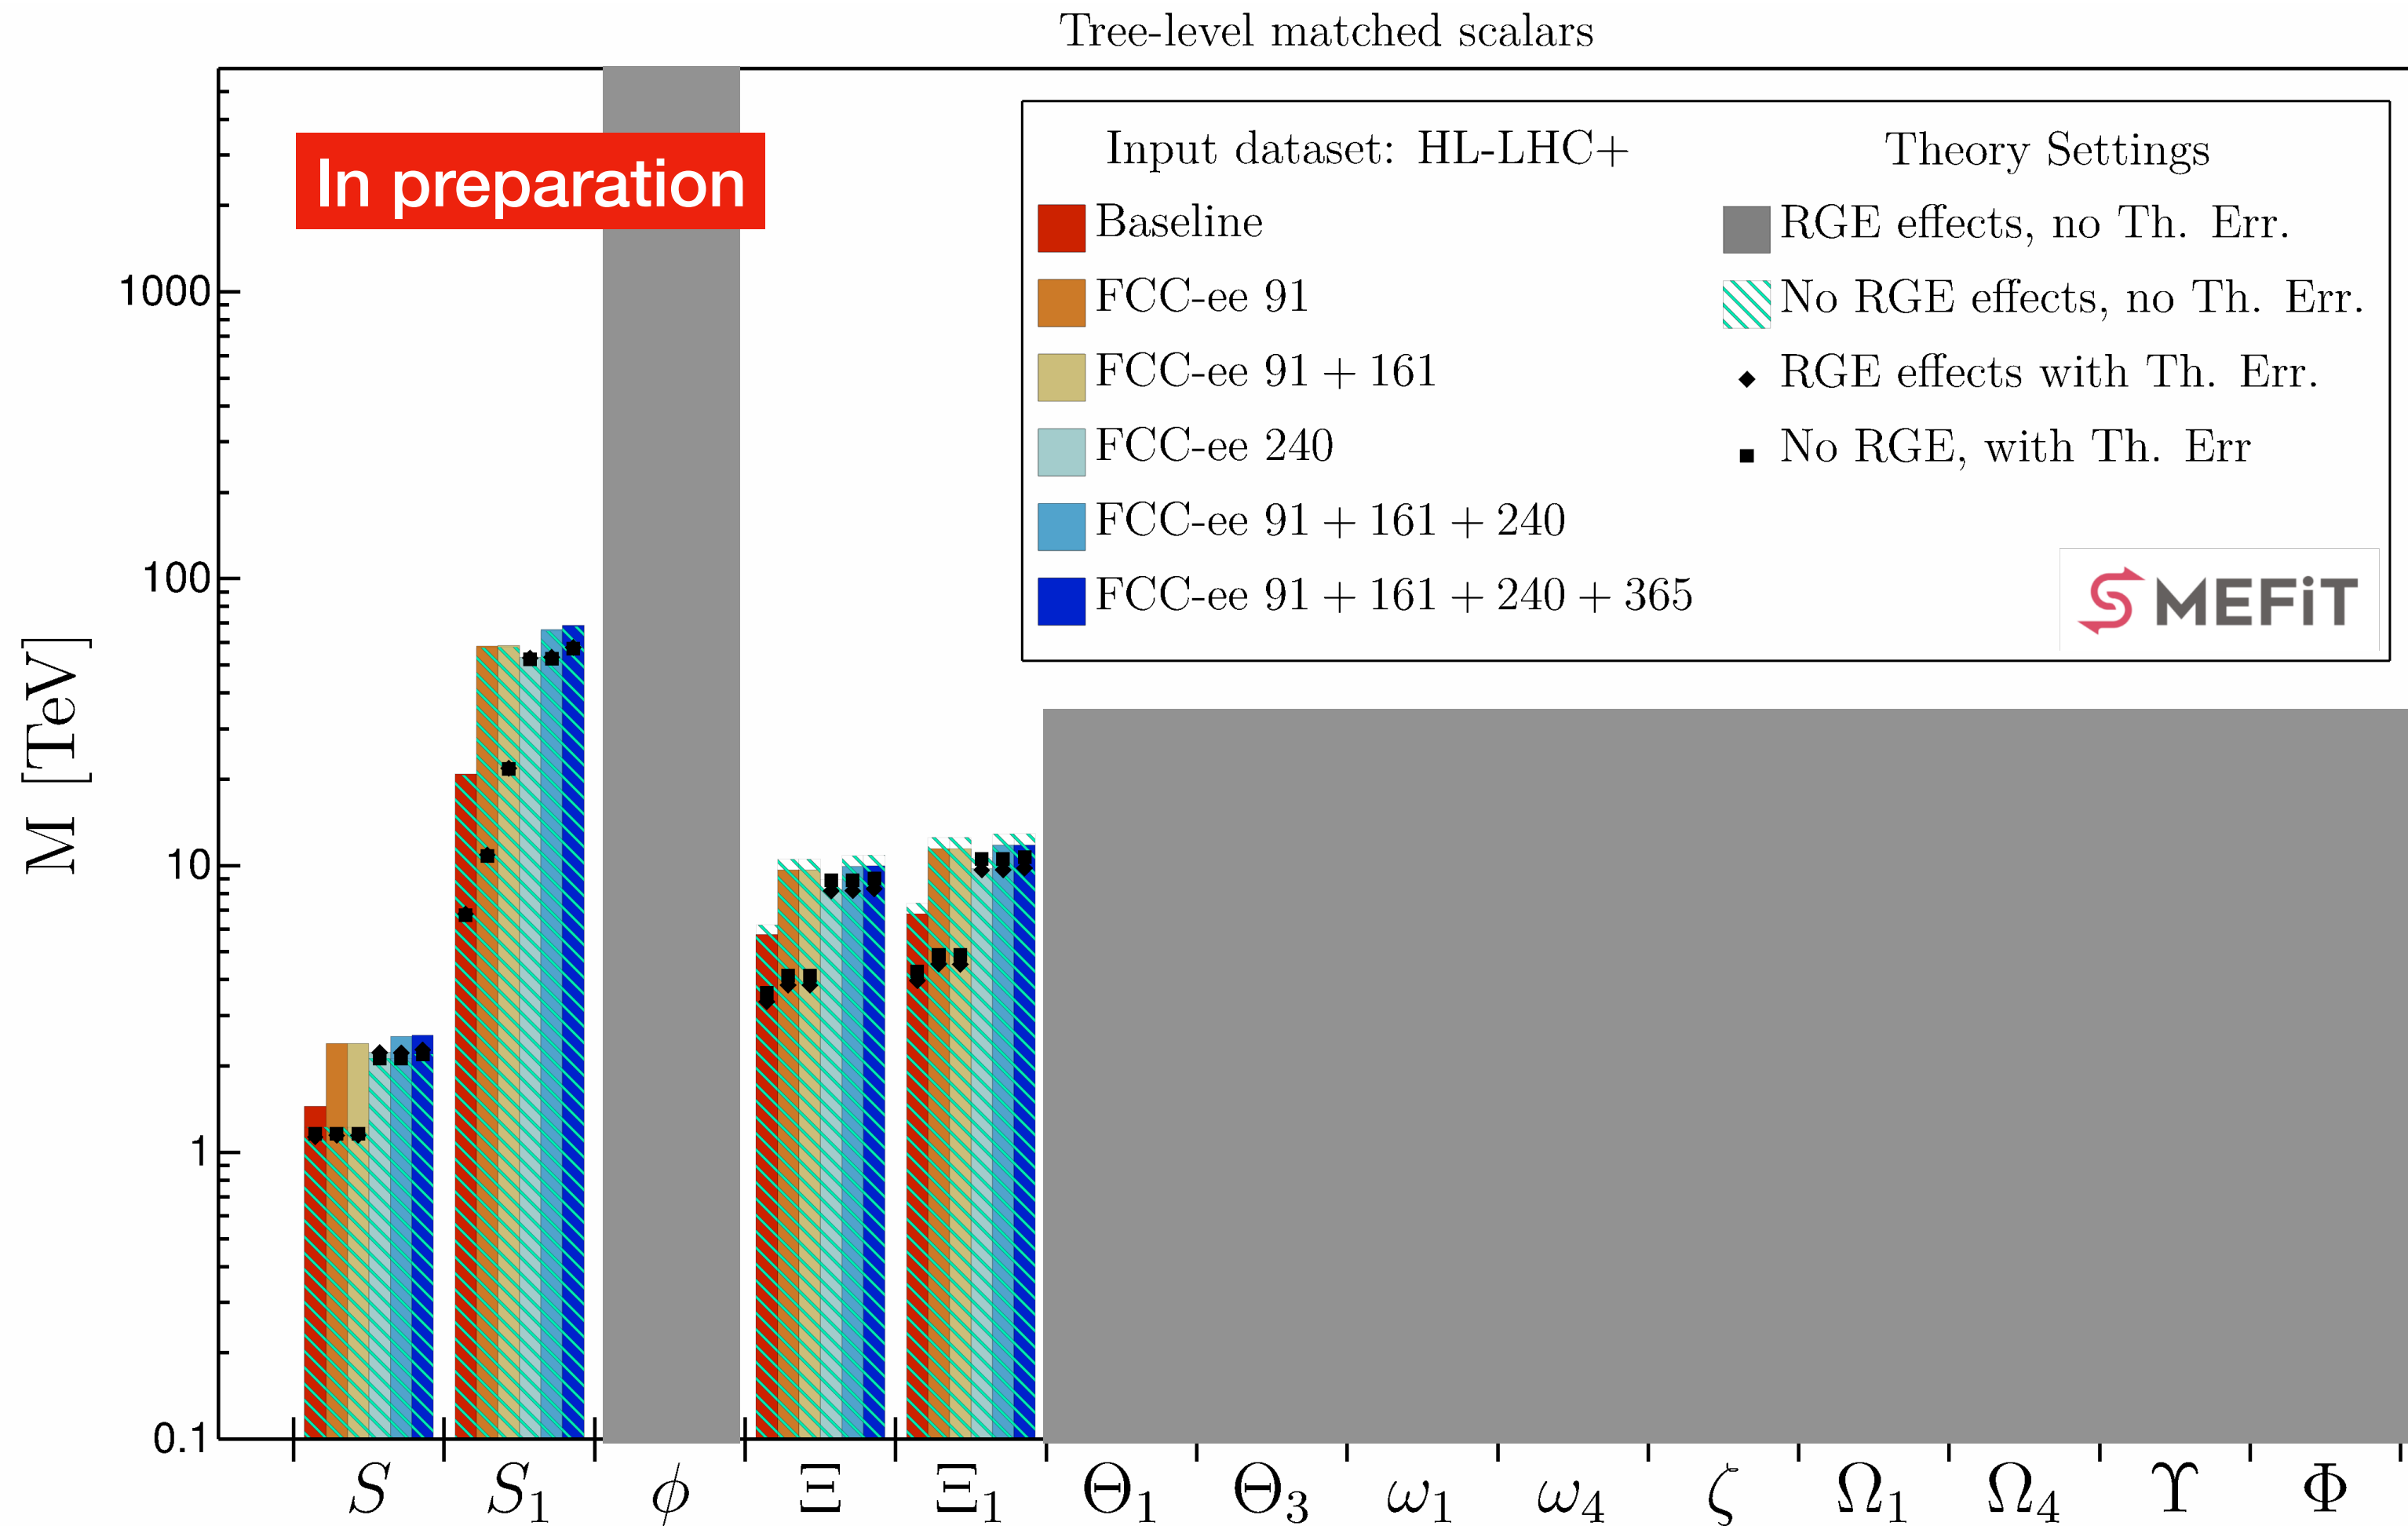 Tree-level matched scalars
In preparation
Input dataset: HL-LHC+
Baseline
FCC-ee 91
FCC-ee 91 + 161
FCC-ee 240
FCC-ee 91 + 161 + 240
FCC-ee 91 + 161 + 240 + 365
Theory Settings
RGE effects, no Th. Err.
No RGE effects, no Th. Err.
RGE effects with Th. Err.
No RGE, with Th. Err
SMEFiT
M [TeV]
1000
100
10
1
0.1
S S₁ ϕ Ξ Ξ₁ Θ₁ Θ₃ ω₁ ω₄ ζ Ω₁ Ω₄ ϒ Φ